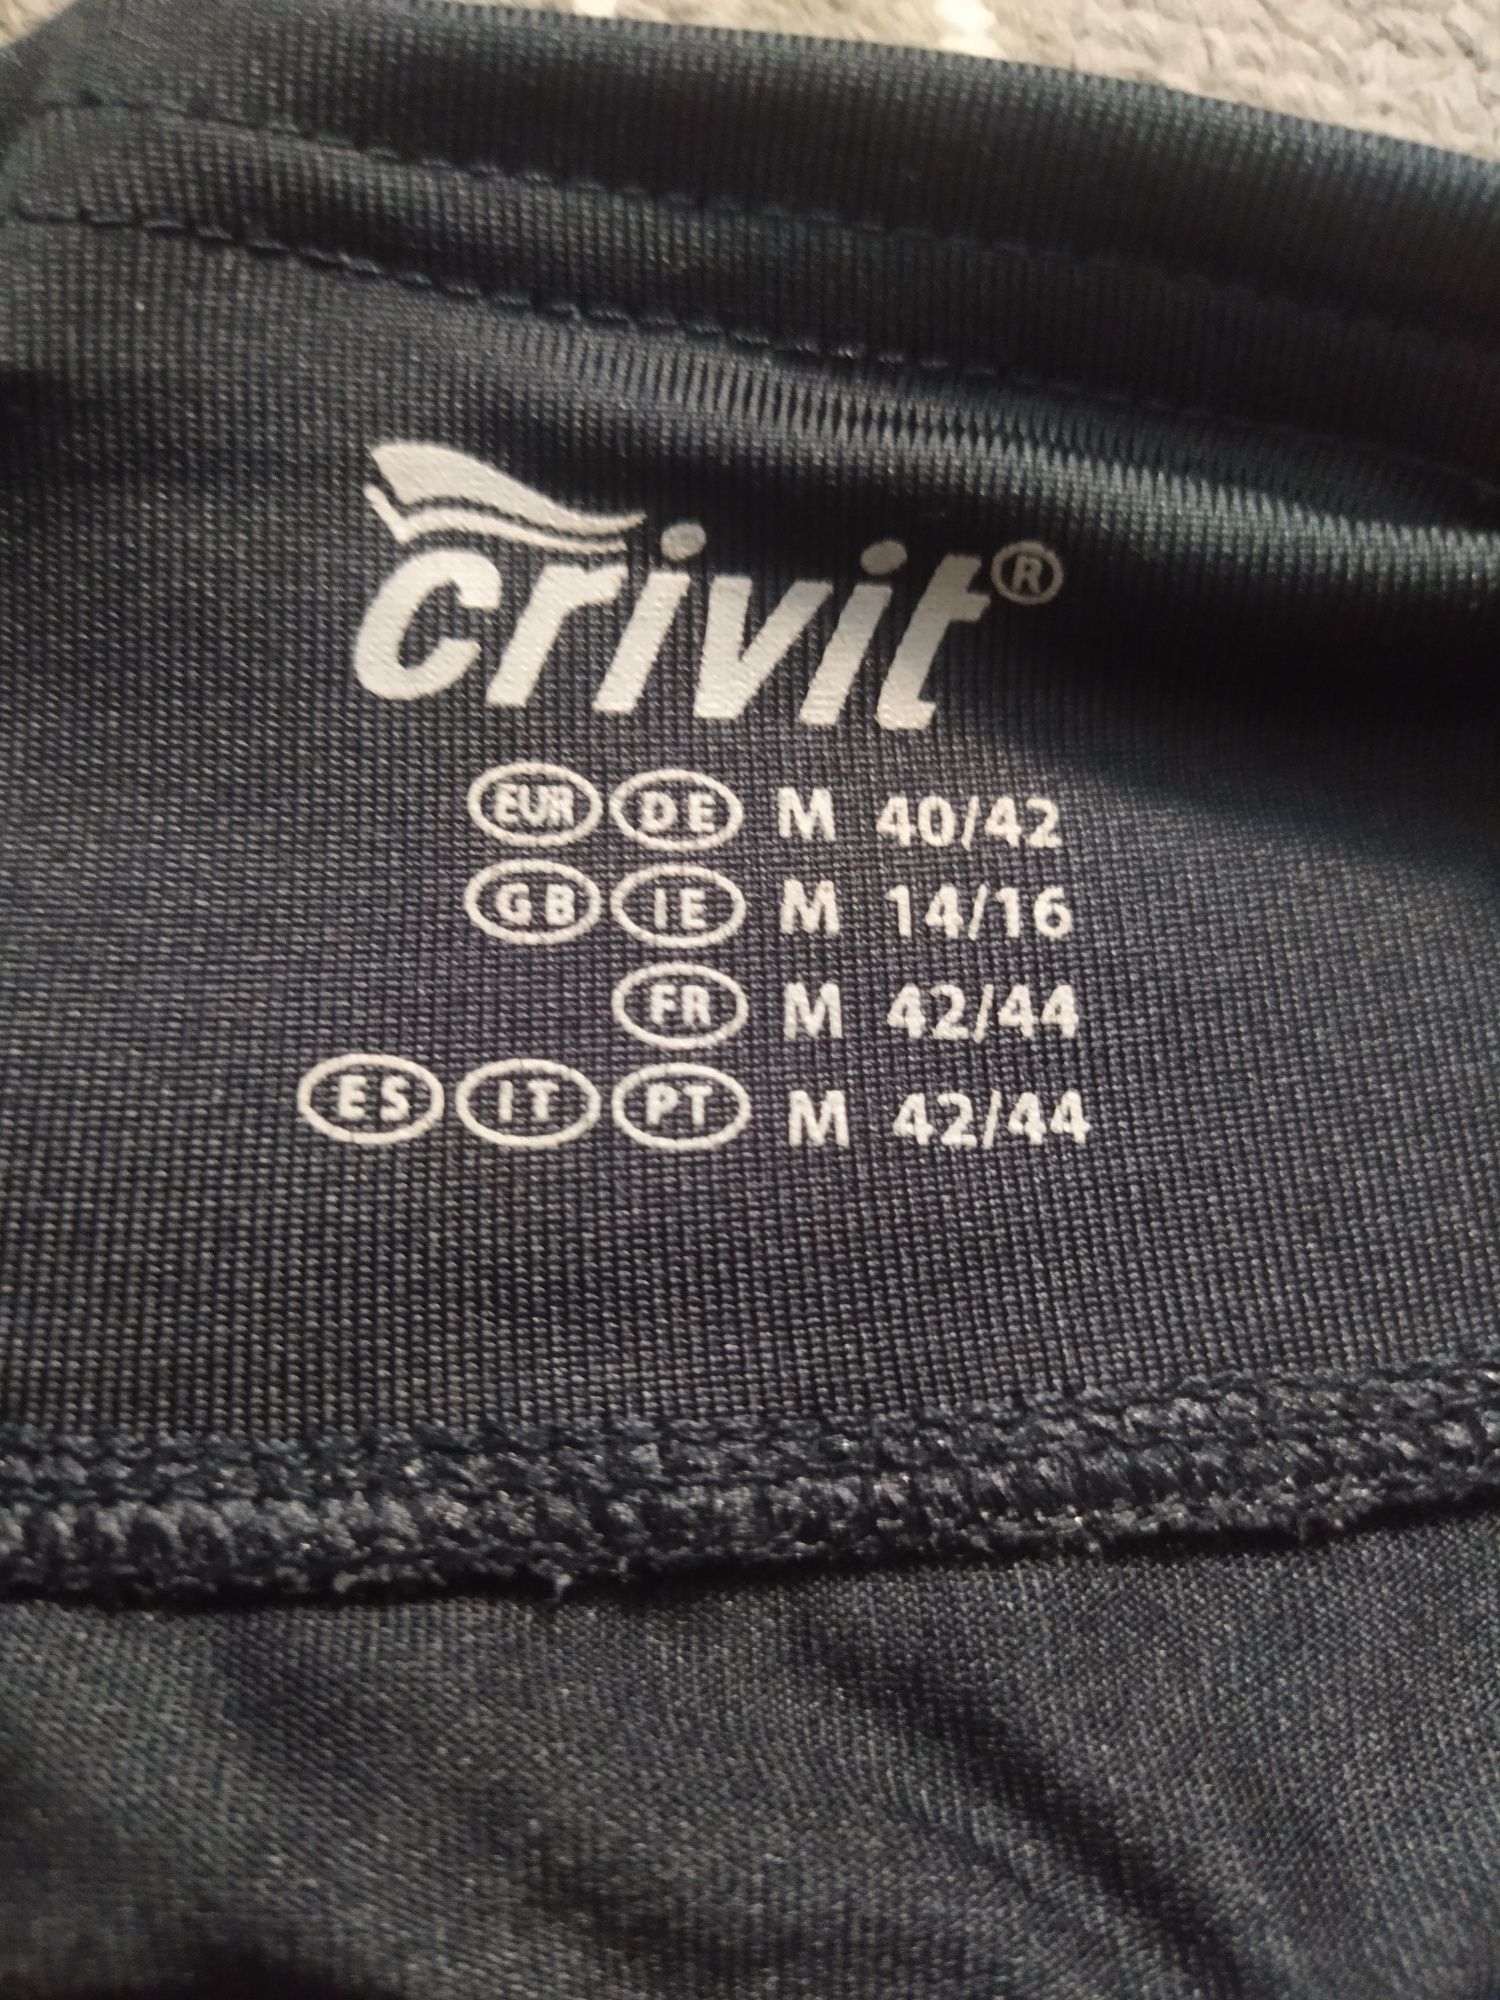 crivit®
EUR DE M 40/42
GB IE M 14/16
FR M 42/44
ES IT PT M 42/44